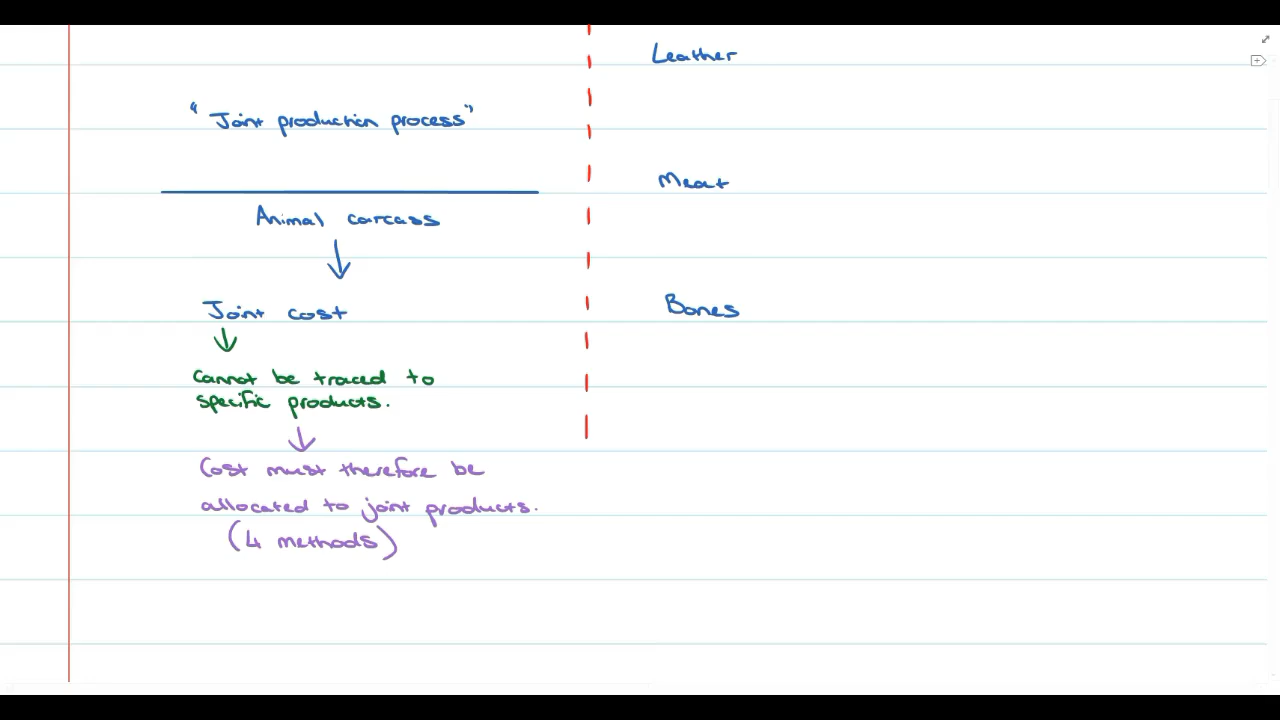 "Joint production process"
Animal carcass
Joint cost
Cannot be traced to
specific products.
Cost must therefore be
allocated to joint products.
(4 methods)
Leather
Meat
Bones